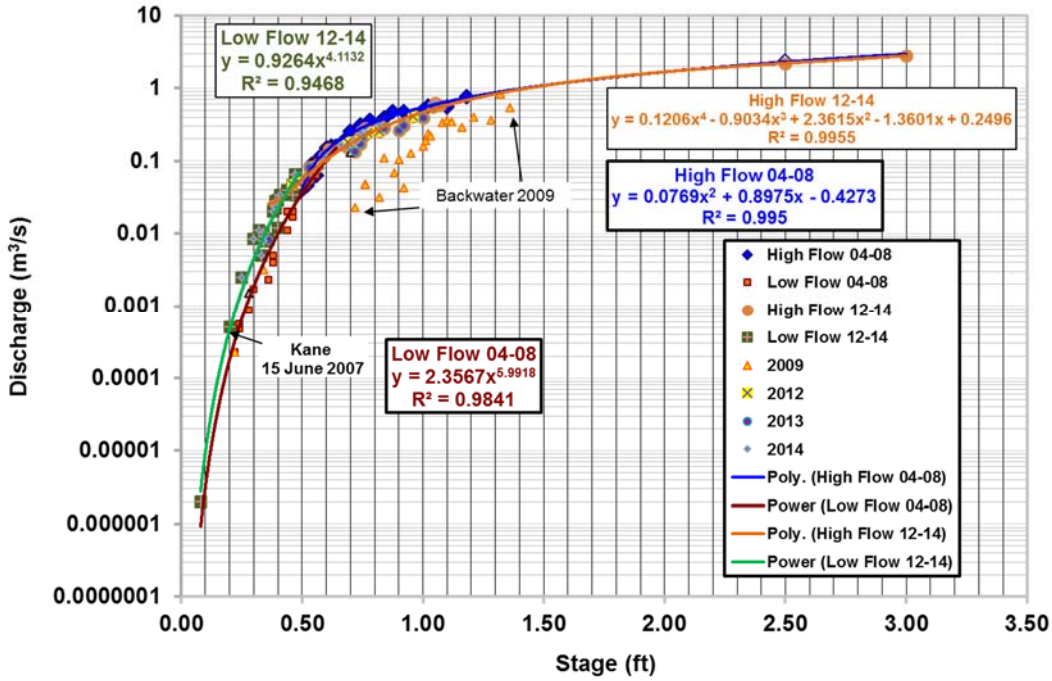 Discharge (m³/s)
10
1
0.1
0.01
0.001
0.0001
0.00001
0.000001
0.0000001
Low Flow 12-14
y = 0.9264x⁴·¹¹³²
R² = 0.9468
High Flow 12-14
y = 0.1206x⁴ - 0.9034x³ + 2.3615x² - 1.3601x + 0.2496
R² = 0.9955
High Flow 04-08
y = 0.0769x² + 0.8975x - 0.4273
R² = 0.995
Backwater 2009
Kane
15 June 2007
Low Flow 04-08
y = 2.3567x⁵·⁹⁹¹⁸
R² = 0.9841
High Flow 04-08
Low Flow 04-08
High Flow 12-14
Low Flow 12-14
2009
2012
2013
2014
Poly. (High Flow 04-08)
Power (Low Flow 04-08)
Poly. (High Flow 12-14)
Power (Low Flow 12-14)
0.00 0.50 1.00 1.50 2.00 2.50 3.00 3.50
Stage (ft)